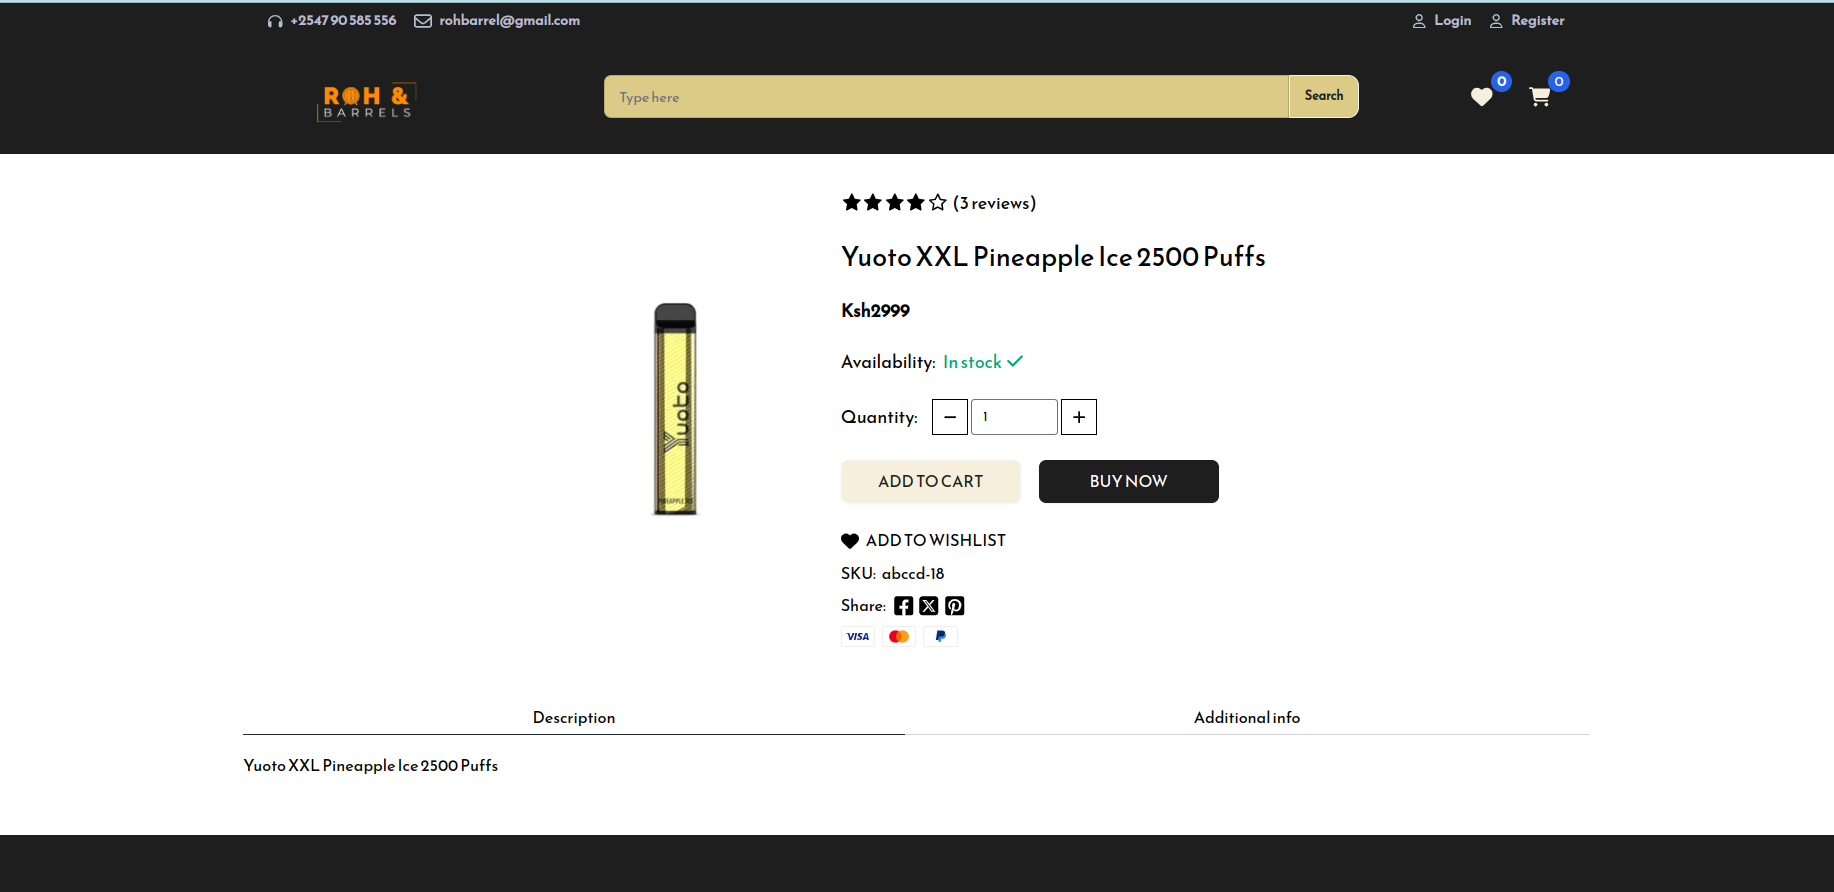 +254790585556 rohbarrel@gmail.com Login Register
ROH &
BARRELS
Type here Search
0 0
(3 reviews)
Yuoto XXL Pineapple Ice 2500 Puffs
Ksh2999
Availability: In stock
Quantity: − 1 +
ADD TO CART BUY NOW
ADD TO WISHLIST
SKU: abccd-18
Share:
VISA
Yuoto
PINEAPPLE ICE
Description Additional info
Yuoto XXL Pineapple Ice 2500 Puffs